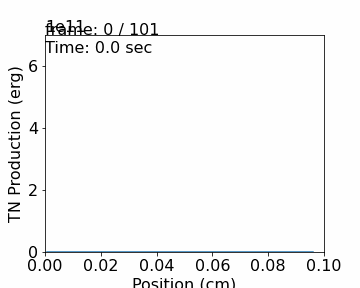 1e11
frame: 0 / 101
Time: 0.0 sec
TN Production (erg)
6
4
2
0
0.00 0.02 0.04 0.06 0.08 0.10
Position (cm)